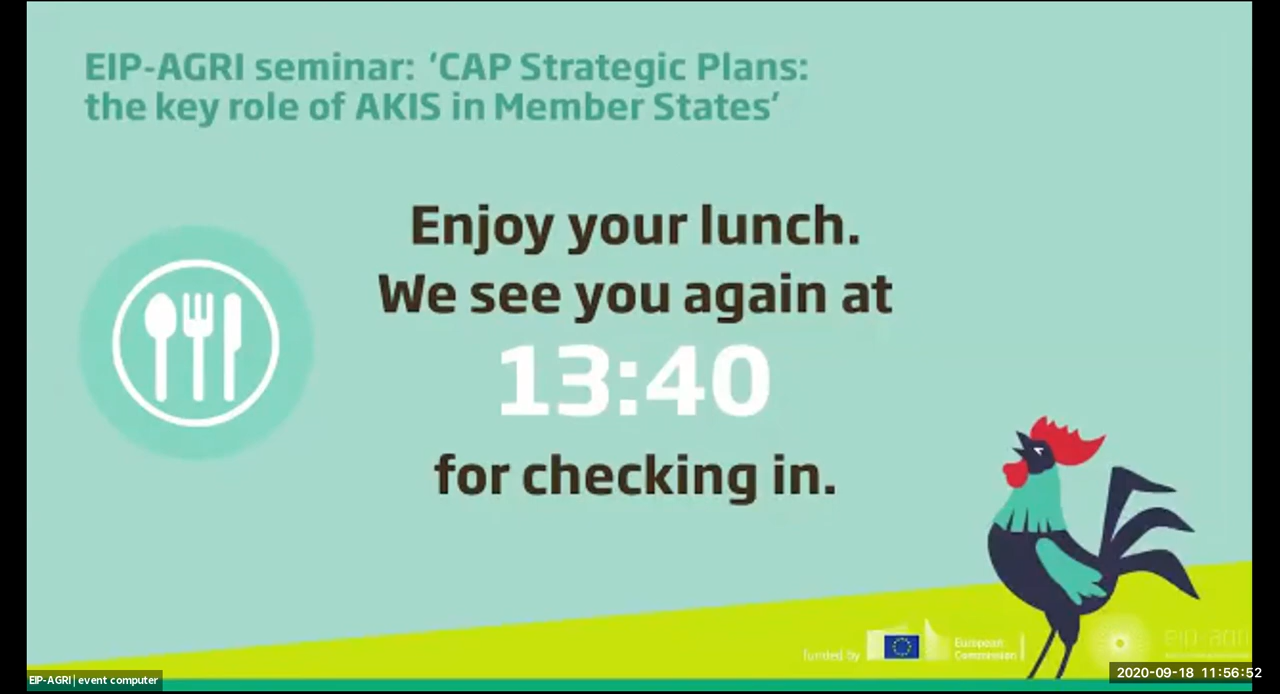 EIP-AGRI seminar: ‘CAP Strategic Plans:
the key role of AKIS in Member States’
Enjoy your lunch.
We see you again at
13:40
for checking in.
funded by
European
Commission
eip-agri
EIP-AGRI | event computer
2020-09-18 11:56:52